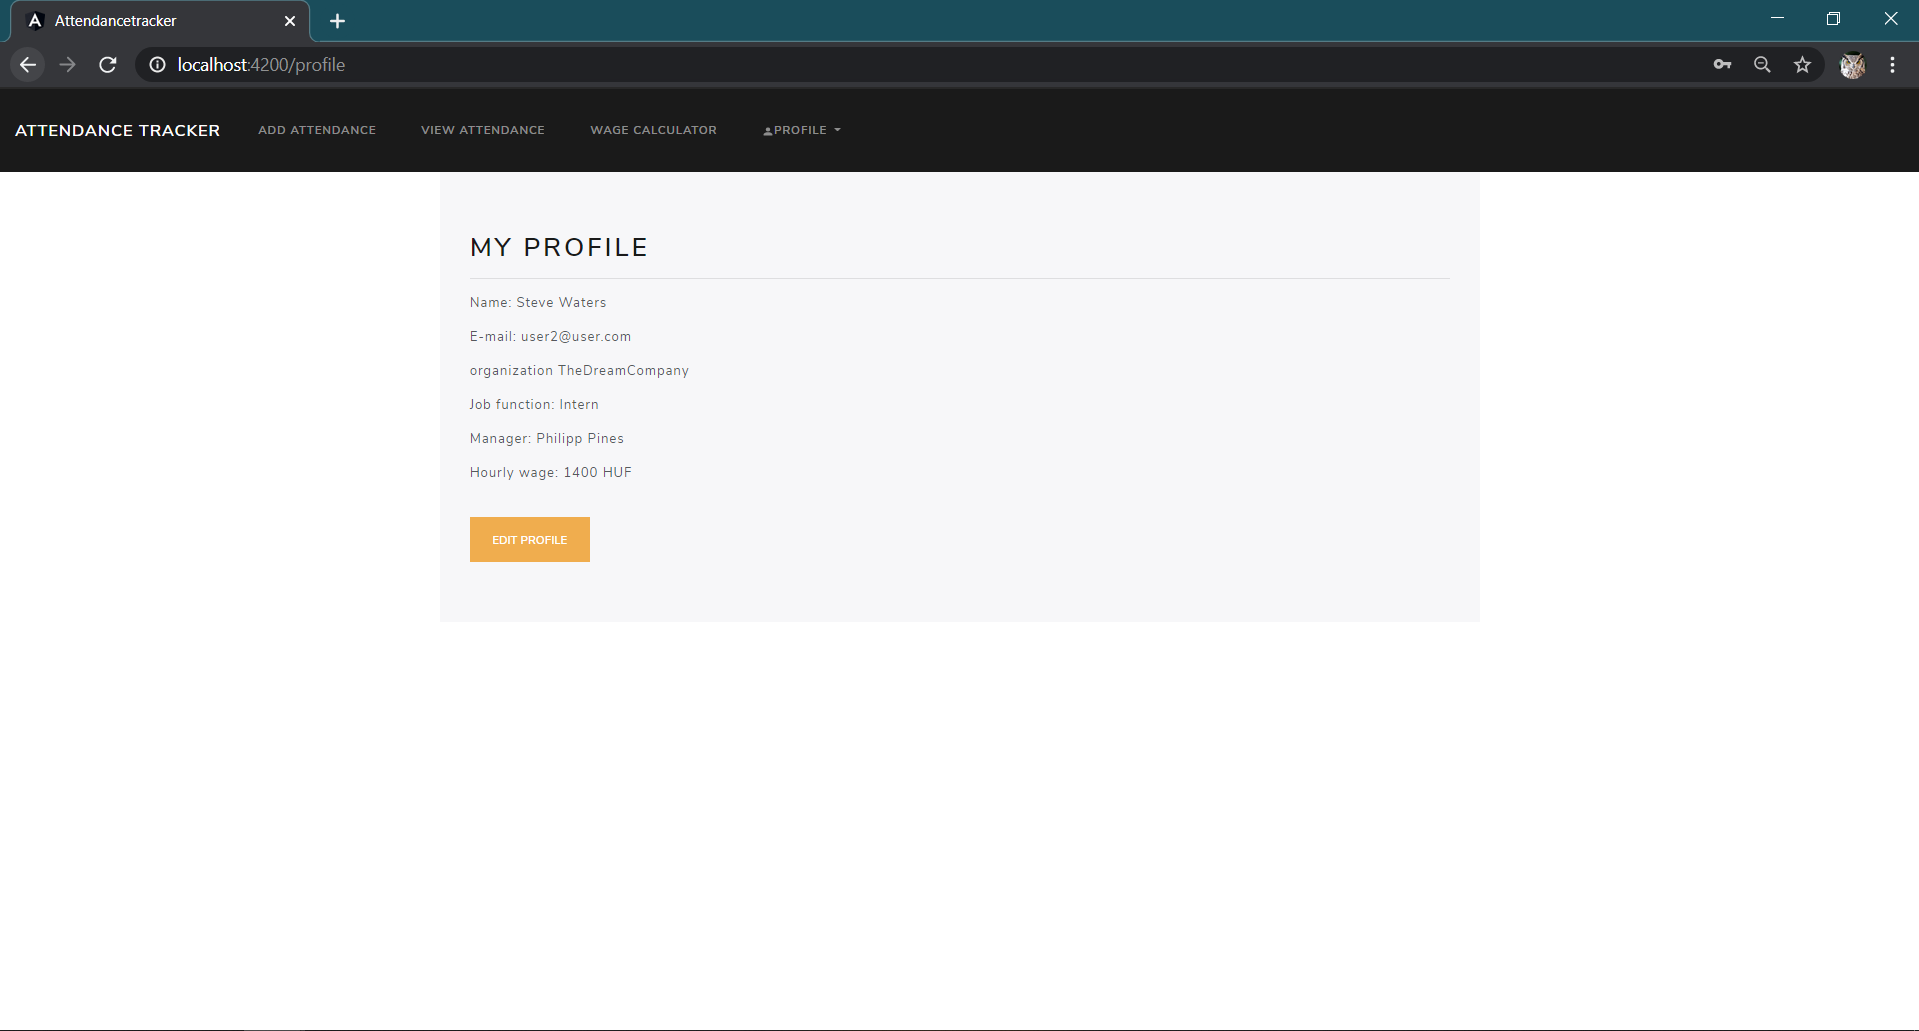 Attendancetracker
localhost:4200/profile
ATTENDANCE TRACKER ADD ATTENDANCE VIEW ATTENDANCE WAGE CALCULATOR PROFILE
MY PROFILE
Name: Steve Waters
E-mail: user2@user.com
organization TheDreamCompany
Job function: Intern
Manager: Philipp Pines
Hourly wage: 1400 HUF
EDIT PROFILE